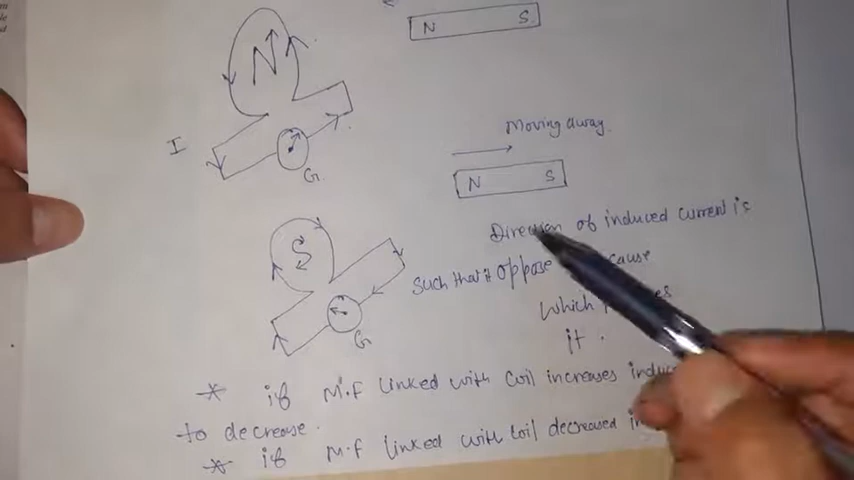 N
N S
I
G
Moving away
N S
S
G
Direction of induced current is
Such that it oppose cause
Which
it .
* if M.F linked with coil increases
to decrease.
* if M.F linked with coil decreased